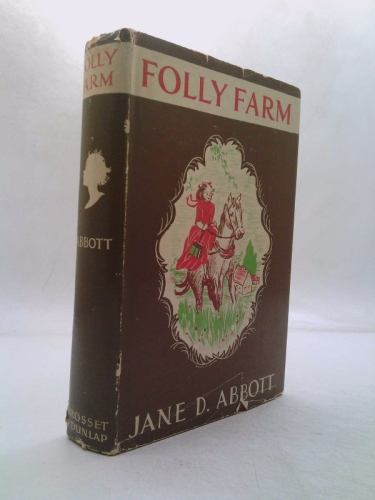 FOLLY
FARM
ABBOTT
GROSSET
DUNLAP
FOLLY FARM
JANE D. ABBOTT